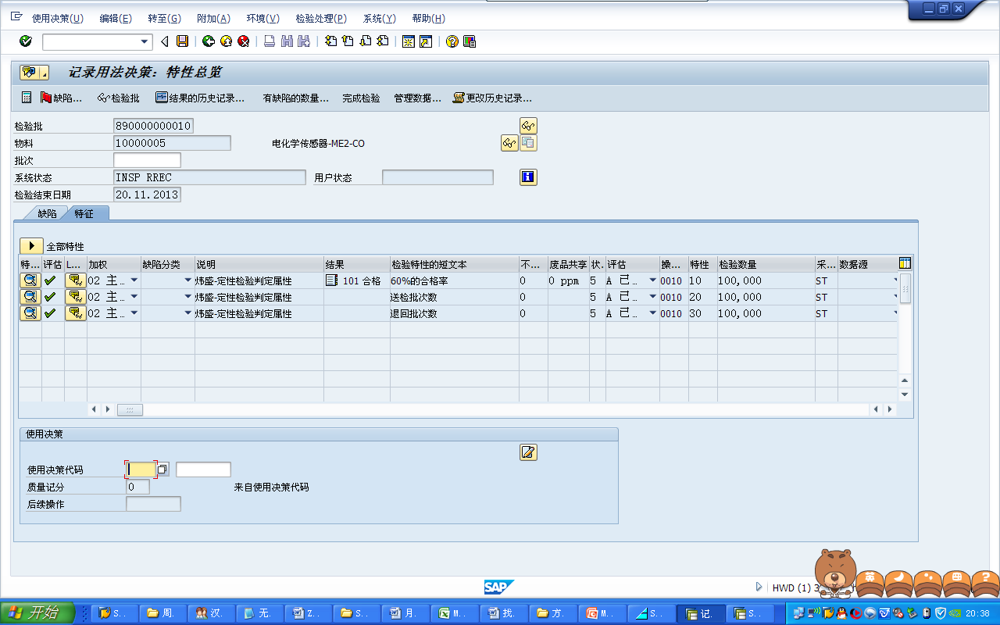 使用决策(U) 编辑(E) 转至(G) 附加(A) 环境(V) 检验处理(P) 系统(Y) 帮助(H)
记录用法决策: 特性总览
缺陷... 检验批 结果的历史记录... 有缺陷的数量... 完成检验 管理数据... 更改历史记录...
检验批 890000000010
物料 10000005 电化学传感器-ME2-CO
批次
系统状态 INSP RREC 用户状态
检验结束日期 20.11.2013
缺陷 特征
全部特性
特... 评估 L... 加权 缺陷分类 说明 结果 检验特性的短文本 不... 废品共享 状. 评估 操... 特性 检验数量 采... 数据源
02 主… 炜盛-定性检验判定属性 101 合格 60%的合格率 0 0 ppm 5 A 已… 0010 10 100,000 ST
02 主… 炜盛-定性检验判定属性 送检批次数 0 5 A 已… 0010 20 100,000 ST
02 主… 炜盛-定性检验判定属性 退回批次数 0 5 A 已… 0010 30 100,000 ST
使用决策
使用决策代码
质量记分 0 来自使用决策代码
后续操作
SAP HWD (1) 3
英
开始 S.. 周. 汉. 无. Z.. S.. 月. M.. 找. 方. M.. S.. 记. S.. 20:38